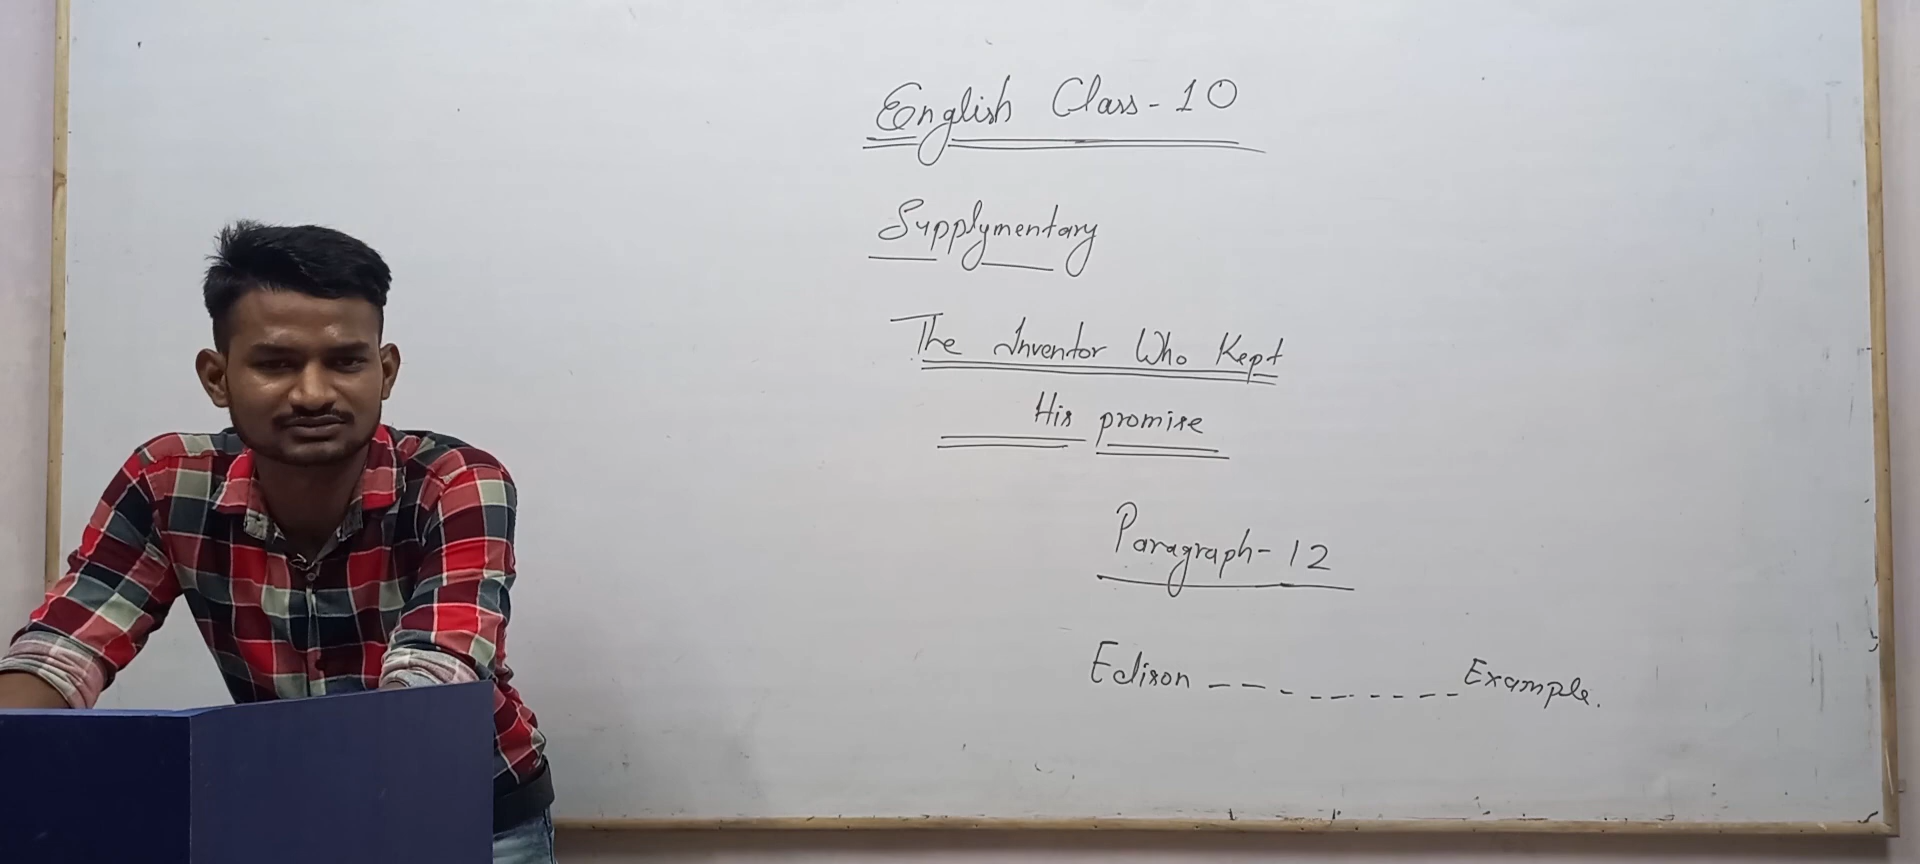 English Class - 10
Supplymentary
The Inventor Who Kept
His promise
Paragraph - 12
Edison --------- Example.